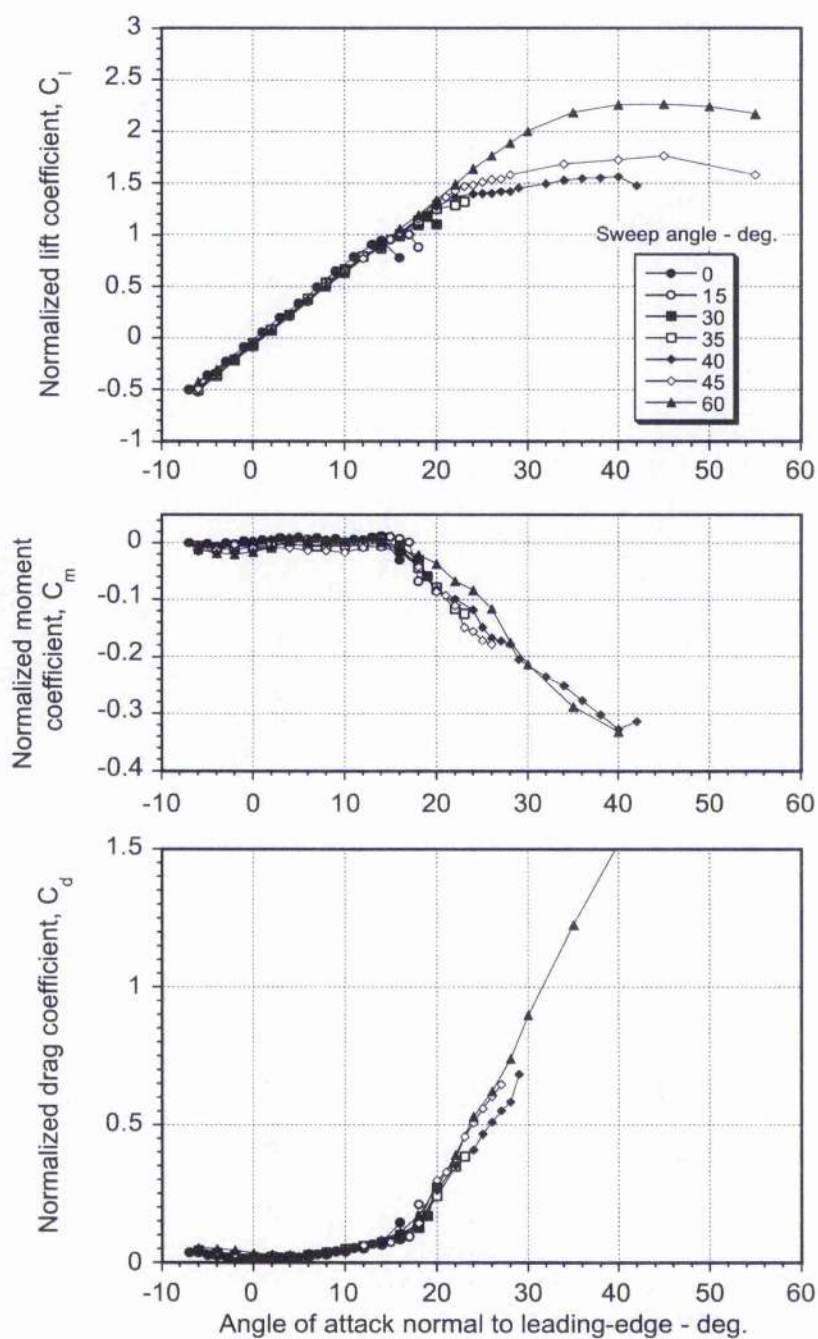 Normalized lift coefficient, C_l
3
2.5
2
1.5
1
0.5
0
-0.5
-1
-10 0 10 20 30 40 50 60
Sweep angle - deg.
0
15
30
35
40
45
60
Normalized moment
coefficient, C_m
0
-0.1
-0.2
-0.3
-0.4
-10 0 10 20 30 40 50 60
Normalized drag coefficient, C_d
1.5
1
0.5
0
-10 0 10 20 30 40 50 60
Angle of attack normal to leading-edge - deg.